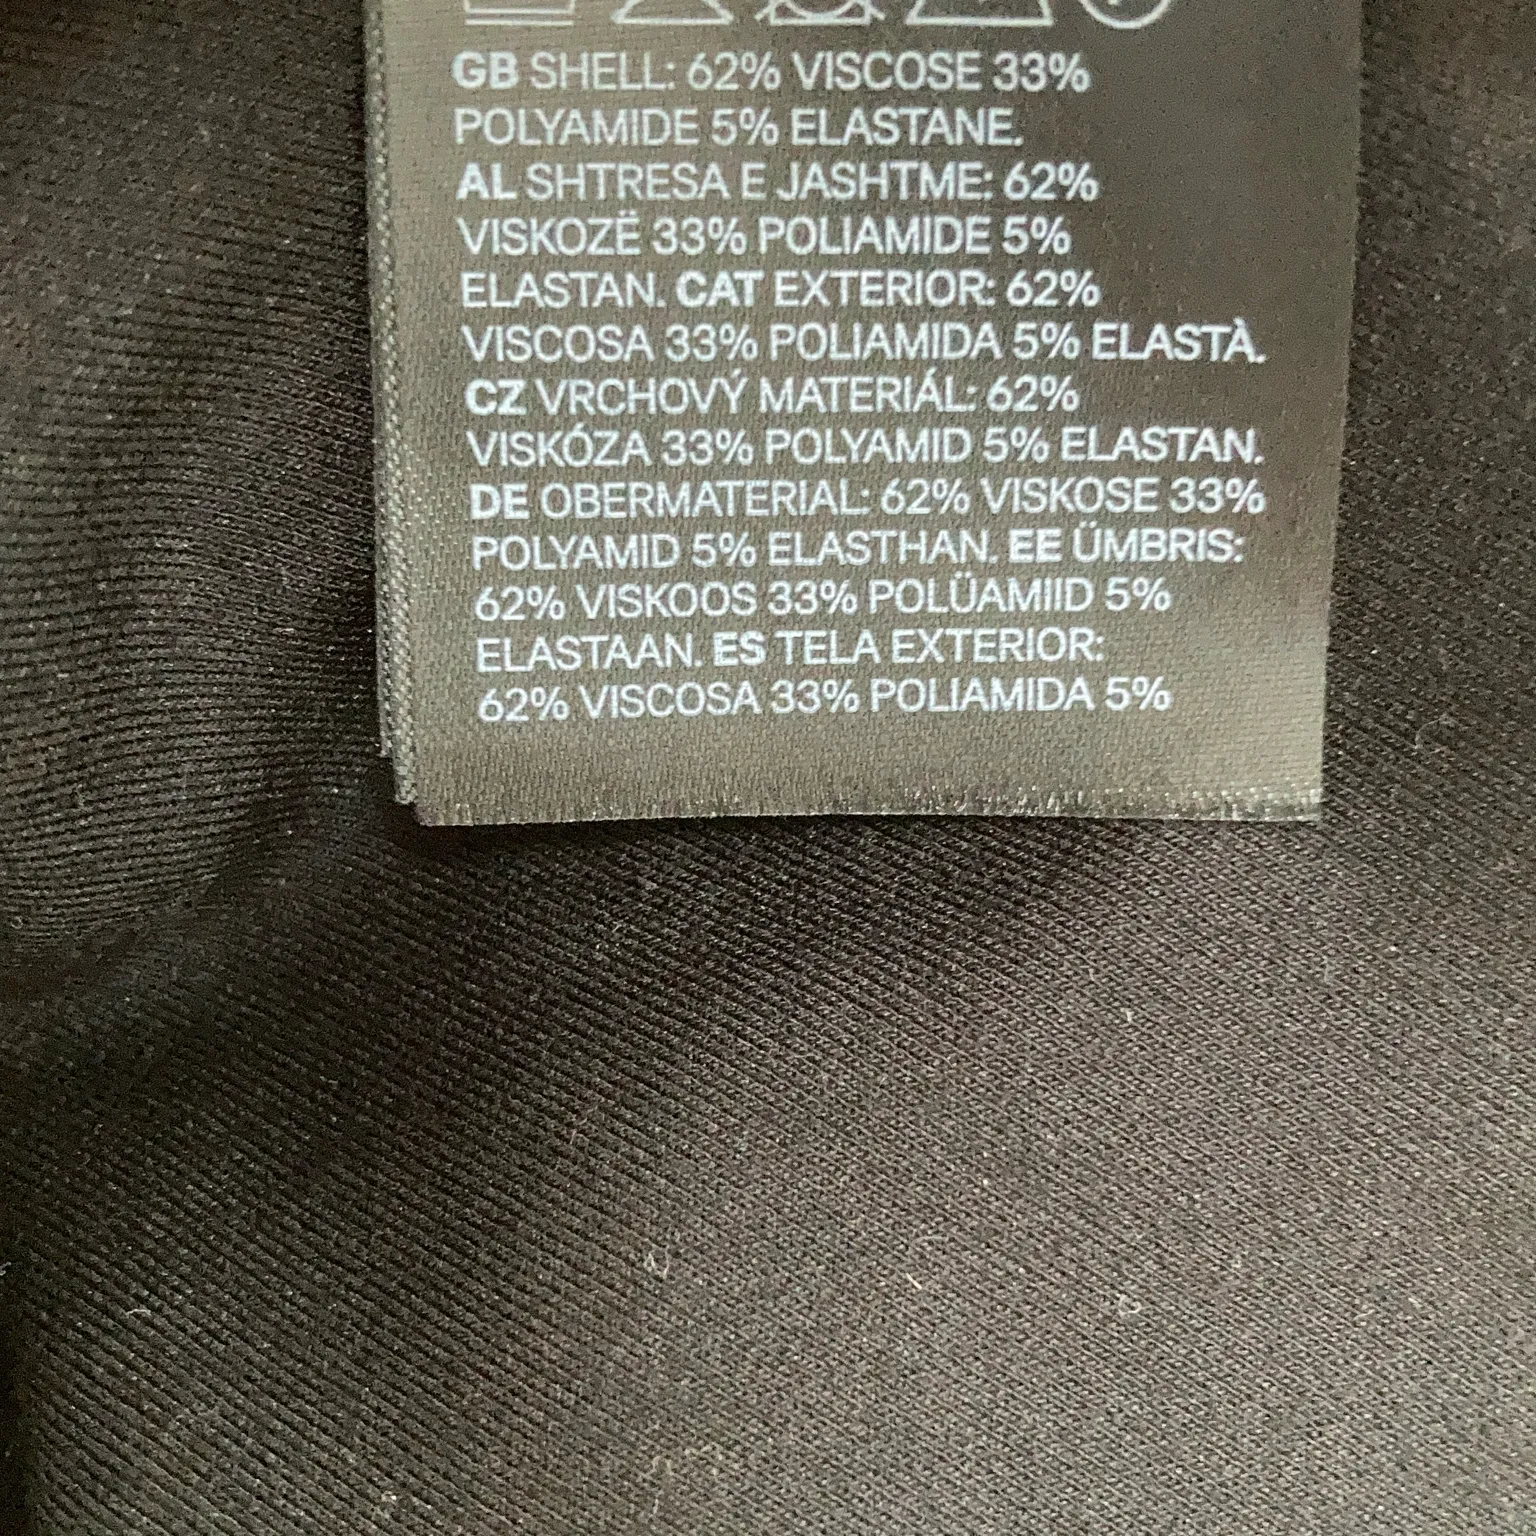 GB SHELL: 62% VISCOSE 33%
POLYAMIDE 5% ELASTANE.
AL SHTRESA E JASHTME: 62%
VISKOZË 33% POLIAMIDE 5%
ELASTAN. CAT EXTERIOR: 62%
VISCOSA 33% POLIAMIDA 5% ELASTÀ.
CZ VRCHOVÝ MATERIÁL: 62%
VISKÓZA 33% POLYAMID 5% ELASTAN.
DE OBERMATERIAL: 62% VISKOSE 33%
POLYAMID 5% ELASTHAN. EE ÜMBRIS:
62% VISKOOS 33% POLÜAMIID 5%
ELASTAAN. ES TELA EXTERIOR:
62% VISCOSA 33% POLIAMIDA 5%